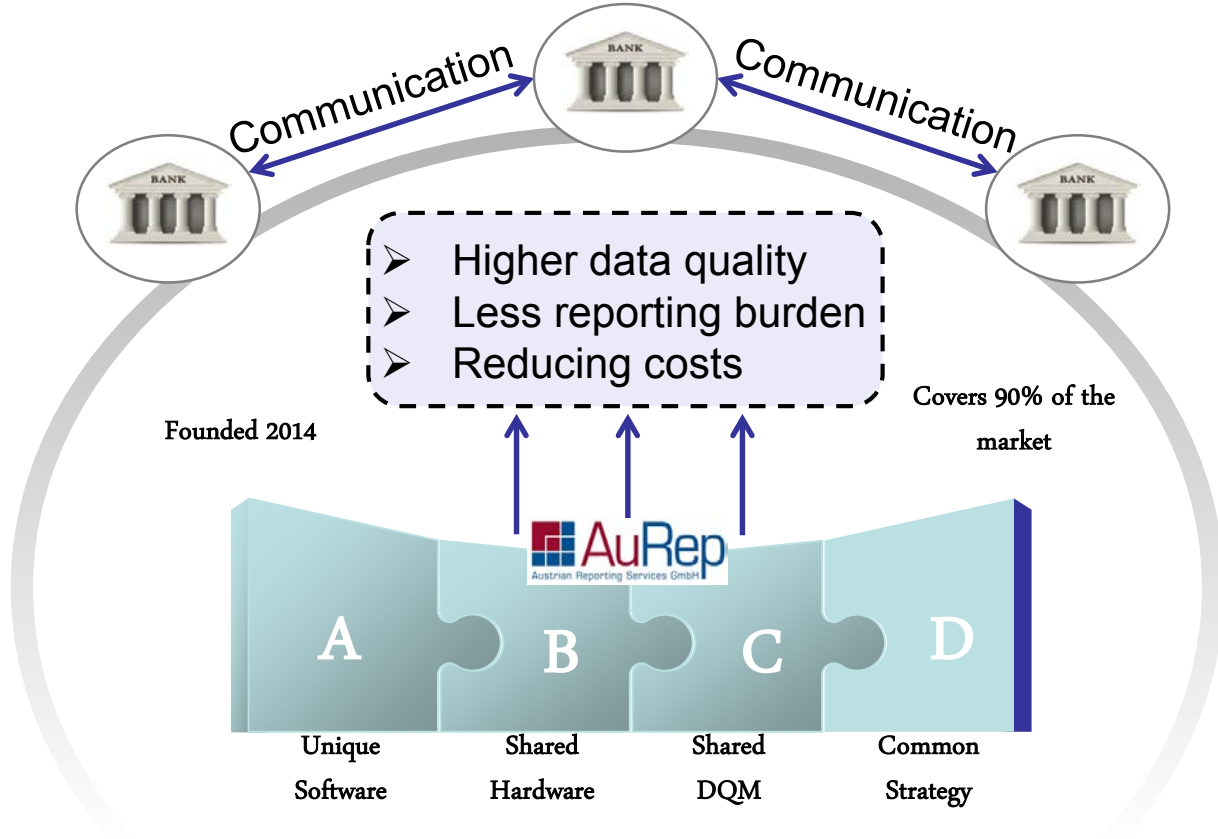 BANK
Communication
Communication
BANK
BANK
➢ Higher data quality
➢ Less reporting burden
➢ Reducing costs
Founded 2014
Covers 90% of the
market
AuRep
Austrian Reporting Services GmbH
A
B
C
D
Unique
Software
Shared
Hardware
Shared
DQM
Common
Strategy